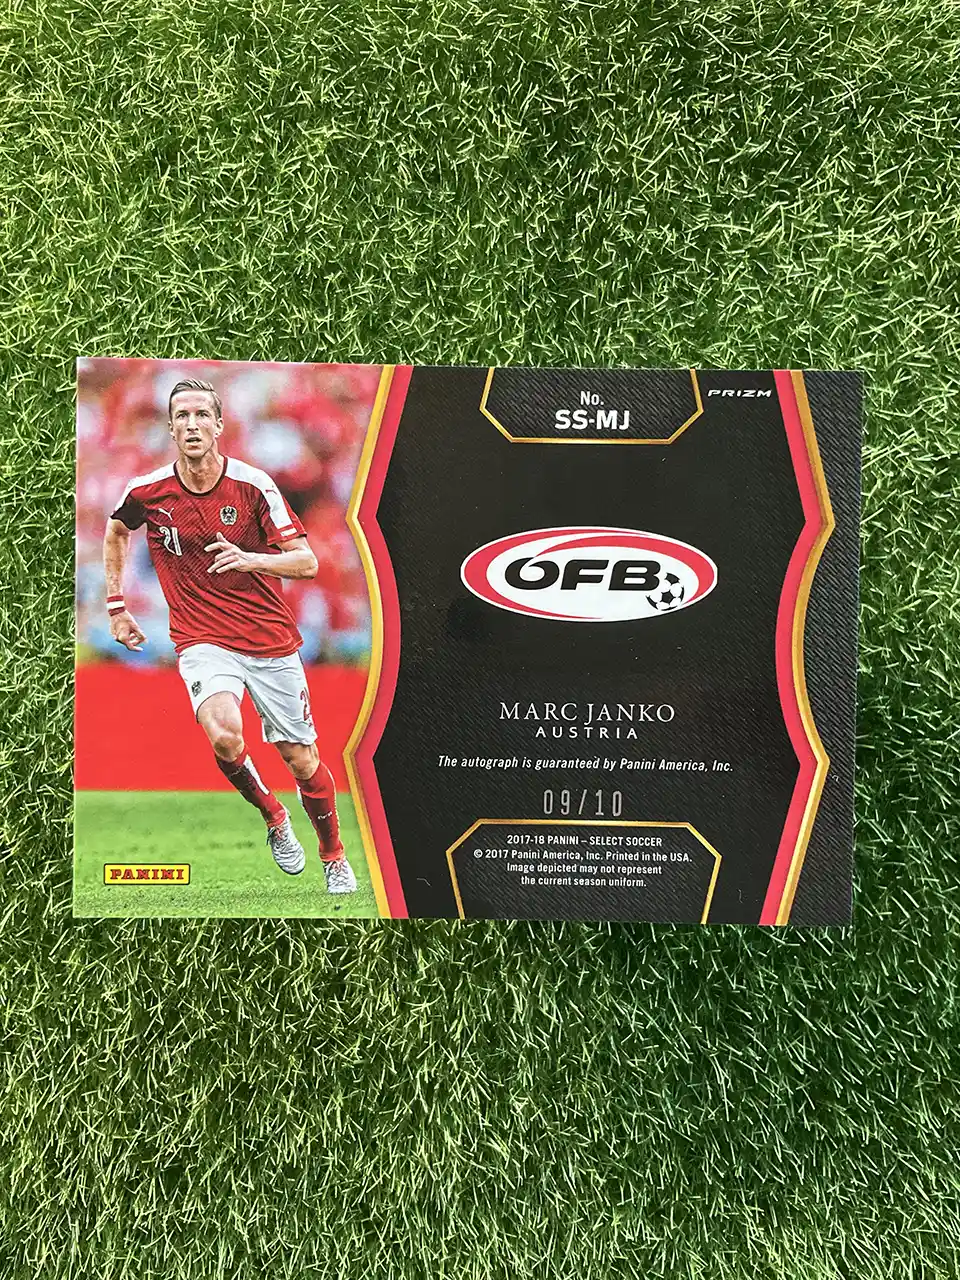 No.
SS-MJ
PRIZM
21
ÖFB
2
MARC JANKO
AUSTRIA
The autograph is guaranteed by Panini America, Inc.
09/10
2017-18 PANINI – SELECT SOCCER
© 2017 Panini America, Inc. Printed in the USA.
Image depicted may not represent
the current season uniform.
PANINI